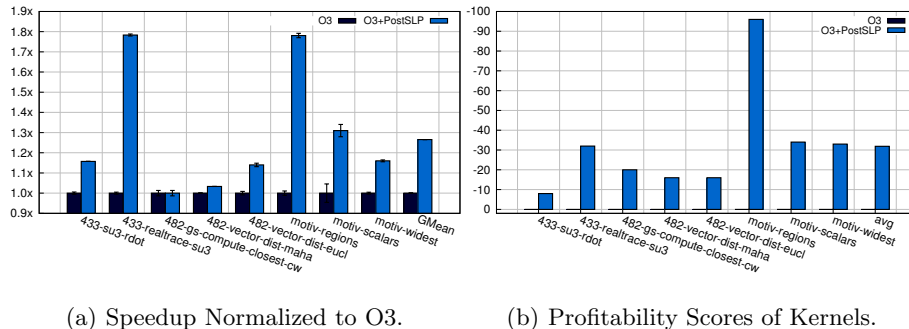 O3
O3+PostSLP
1.9x
1.8x
1.7x
1.6x
1.5x
1.4x
1.3x
1.2x
1.1x
1.0x
0.9x
433-su3-rdot
433-realtrace-su3
482-gs-compute-closest-cw
482-vector-dist-maha
482-vector-dist-eucl
motiv-regions
motiv-scalars
motiv-widest
GMean
(a) Speedup Normalized to O3.
O3
O3+PostSLP
-100
-90
-80
-70
-60
-50
-40
-30
-20
-10
0
433-su3-rdot
433-realtrace-su3
482-gs-compute-closest-cw
482-vector-dist-maha
482-vector-dist-eucl
motiv-regions
motiv-scalars
motiv-widest
avg
(b) Profitability Scores of Kernels.